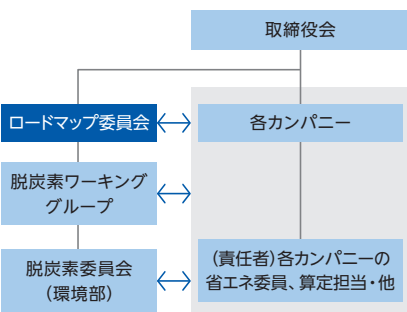 取締役会
ロードマップ委員会
各カンパニー
脱炭素ワーキング
グループ
脱炭素委員会
（環境部）
（責任者）各カンパニーの
省エネ委員、算定担当・他